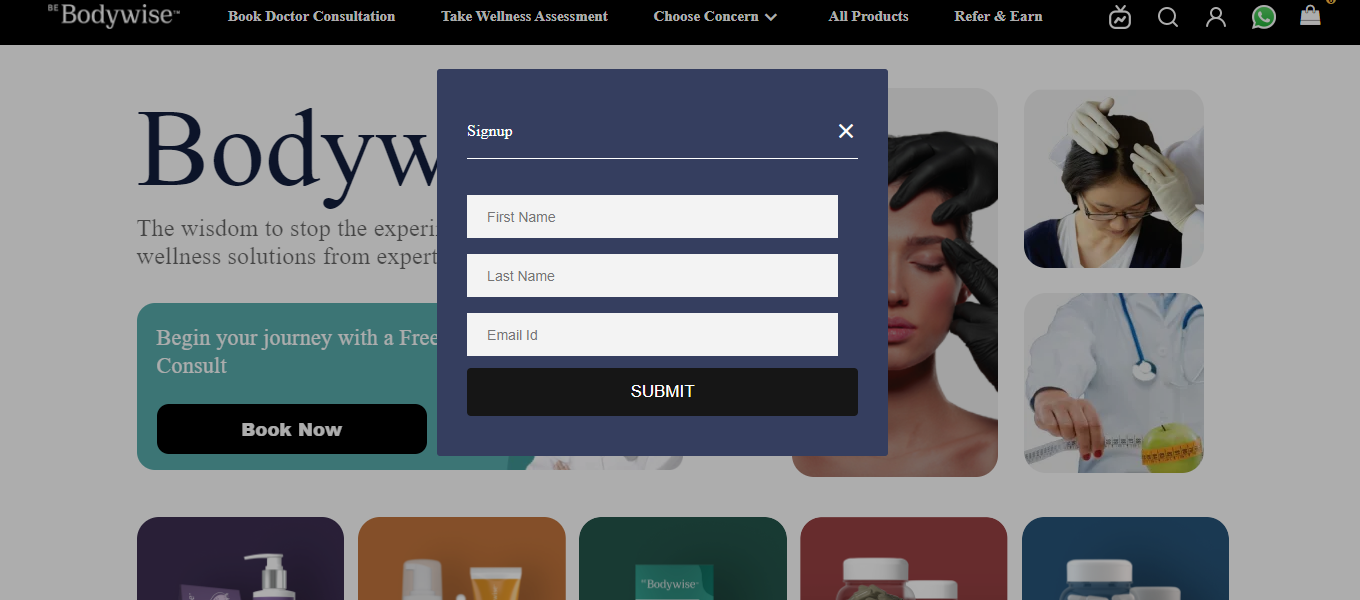 BE Bodywise™
Book Doctor Consultation
Take Wellness Assessment
Choose Concern
All Products
Refer & Earn
Signup
Bodyw
First Name
The wisdom to stop the experi
Last Name
wellness solutions from expert
Email Id
Begin your journey with a Free
Consult
SUBMIT
Book Now
BE Bodywise